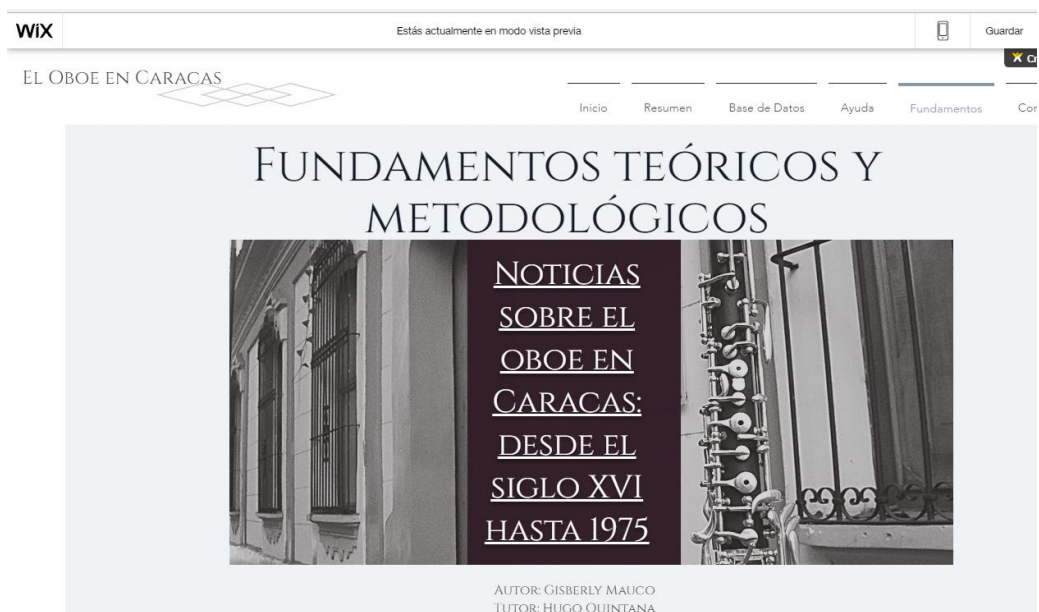 WiX
Estás actualmente en modo vista previa
Guardar
EL OBOE EN CARACAS
Inicio
Resumen
Base de Datos
Ayuda
Fundamentos
FUNDAMENTOS TEÓRICOS Y
METODOLÓGICOS
NOTICIAS
SOBRE EL
OBOE EN
CARACAS:
DESDE EL
SIGLO XVI
HASTA 1975
AUTOR: GISBERLY MAUCO
TUTOR: HUGO QUINTANA